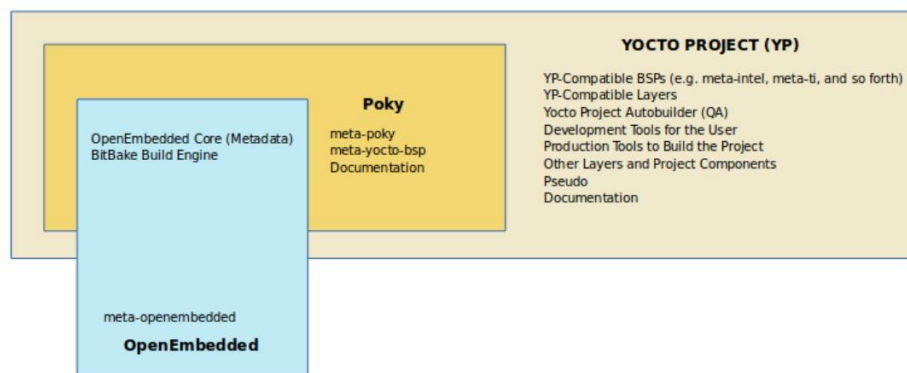 YOCTO PROJECT (YP)
YP-Compatible BSPs (e.g. meta-intel, meta-ti, and so forth)
YP-Compatible Layers
Yocto Project Autobuilder (QA)
Development Tools for the User
Production Tools to Build the Project
Other Layers and Project Components
Pseudo
Documentation
Poky
meta-poky
meta-yocto-bsp
Documentation
OpenEmbedded Core (Metadata)
BitBake Build Engine
meta-openembedded
OpenEmbedded